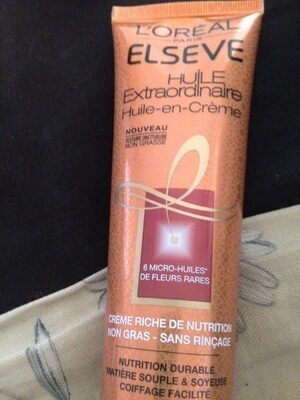 L'ORÉAL
PARIS
ELSEVE
HUILE
Extraordinaire
Huile-en-Crème
NOUVEAU
TEXTURE ONCTUEUSE
NON GRASSE
6 MICRO-HUILES*
DE FLEURS RARES
CRÈME RICHE DE NUTRITION
NON GRAS - SANS RINÇAGE
NUTRITION DURABLE
MATIÈRE SOUPLE & SOYEUSE
COIFFAGE FACILITÉ